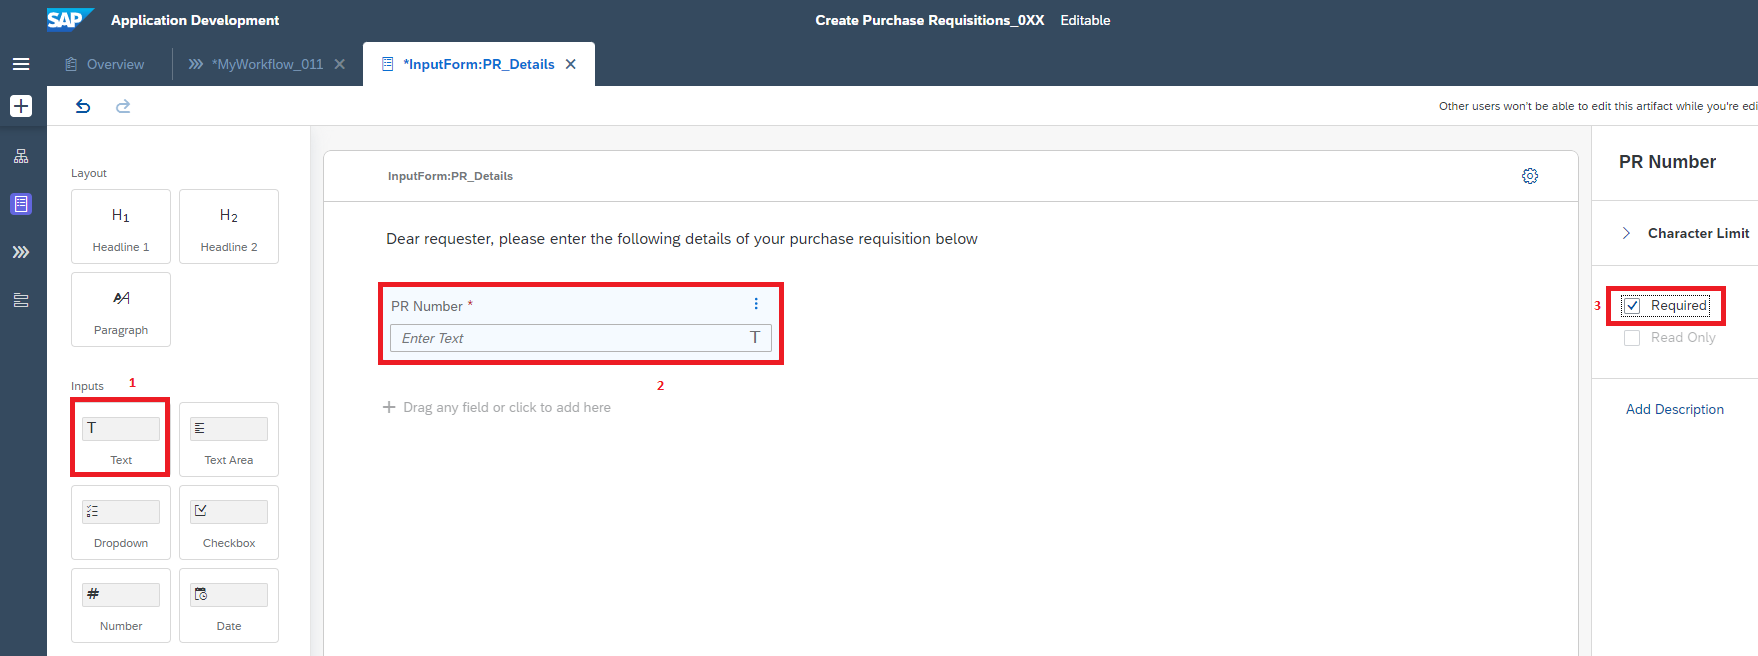 SAP Application Development Create Purchase Requisitions_0XX Editable
Overview *MyWorkflow_011 *InputForm:PR_Details
Other users won't be able to edit this artifact while you're edi
Layout
H1 H2
Headline 1 Headline 2
Paragraph
Inputs 1
T
Text Text Area
Dropdown Checkbox
#
Number Date
InputForm:PR_Details
Dear requester, please enter the following details of your purchase requisition below
PR Number *
Enter Text T
2
Drag any field or click to add here
PR Number
Character Limit
3 Required
Read Only
Add Description